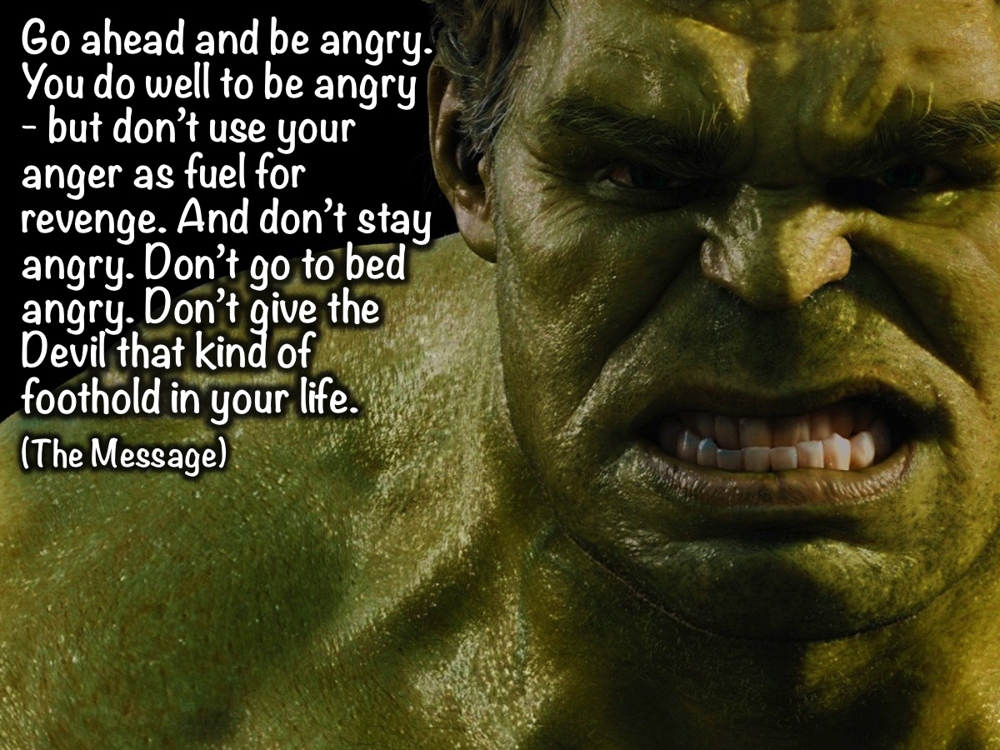 Go ahead and be angry.
You do well to be angry
- but don't use your
anger as fuel for
revenge. And don't stay
angry. Don't go to bed
angry. Don't give the
Devil that kind of
foothold in your life.
(The Message)